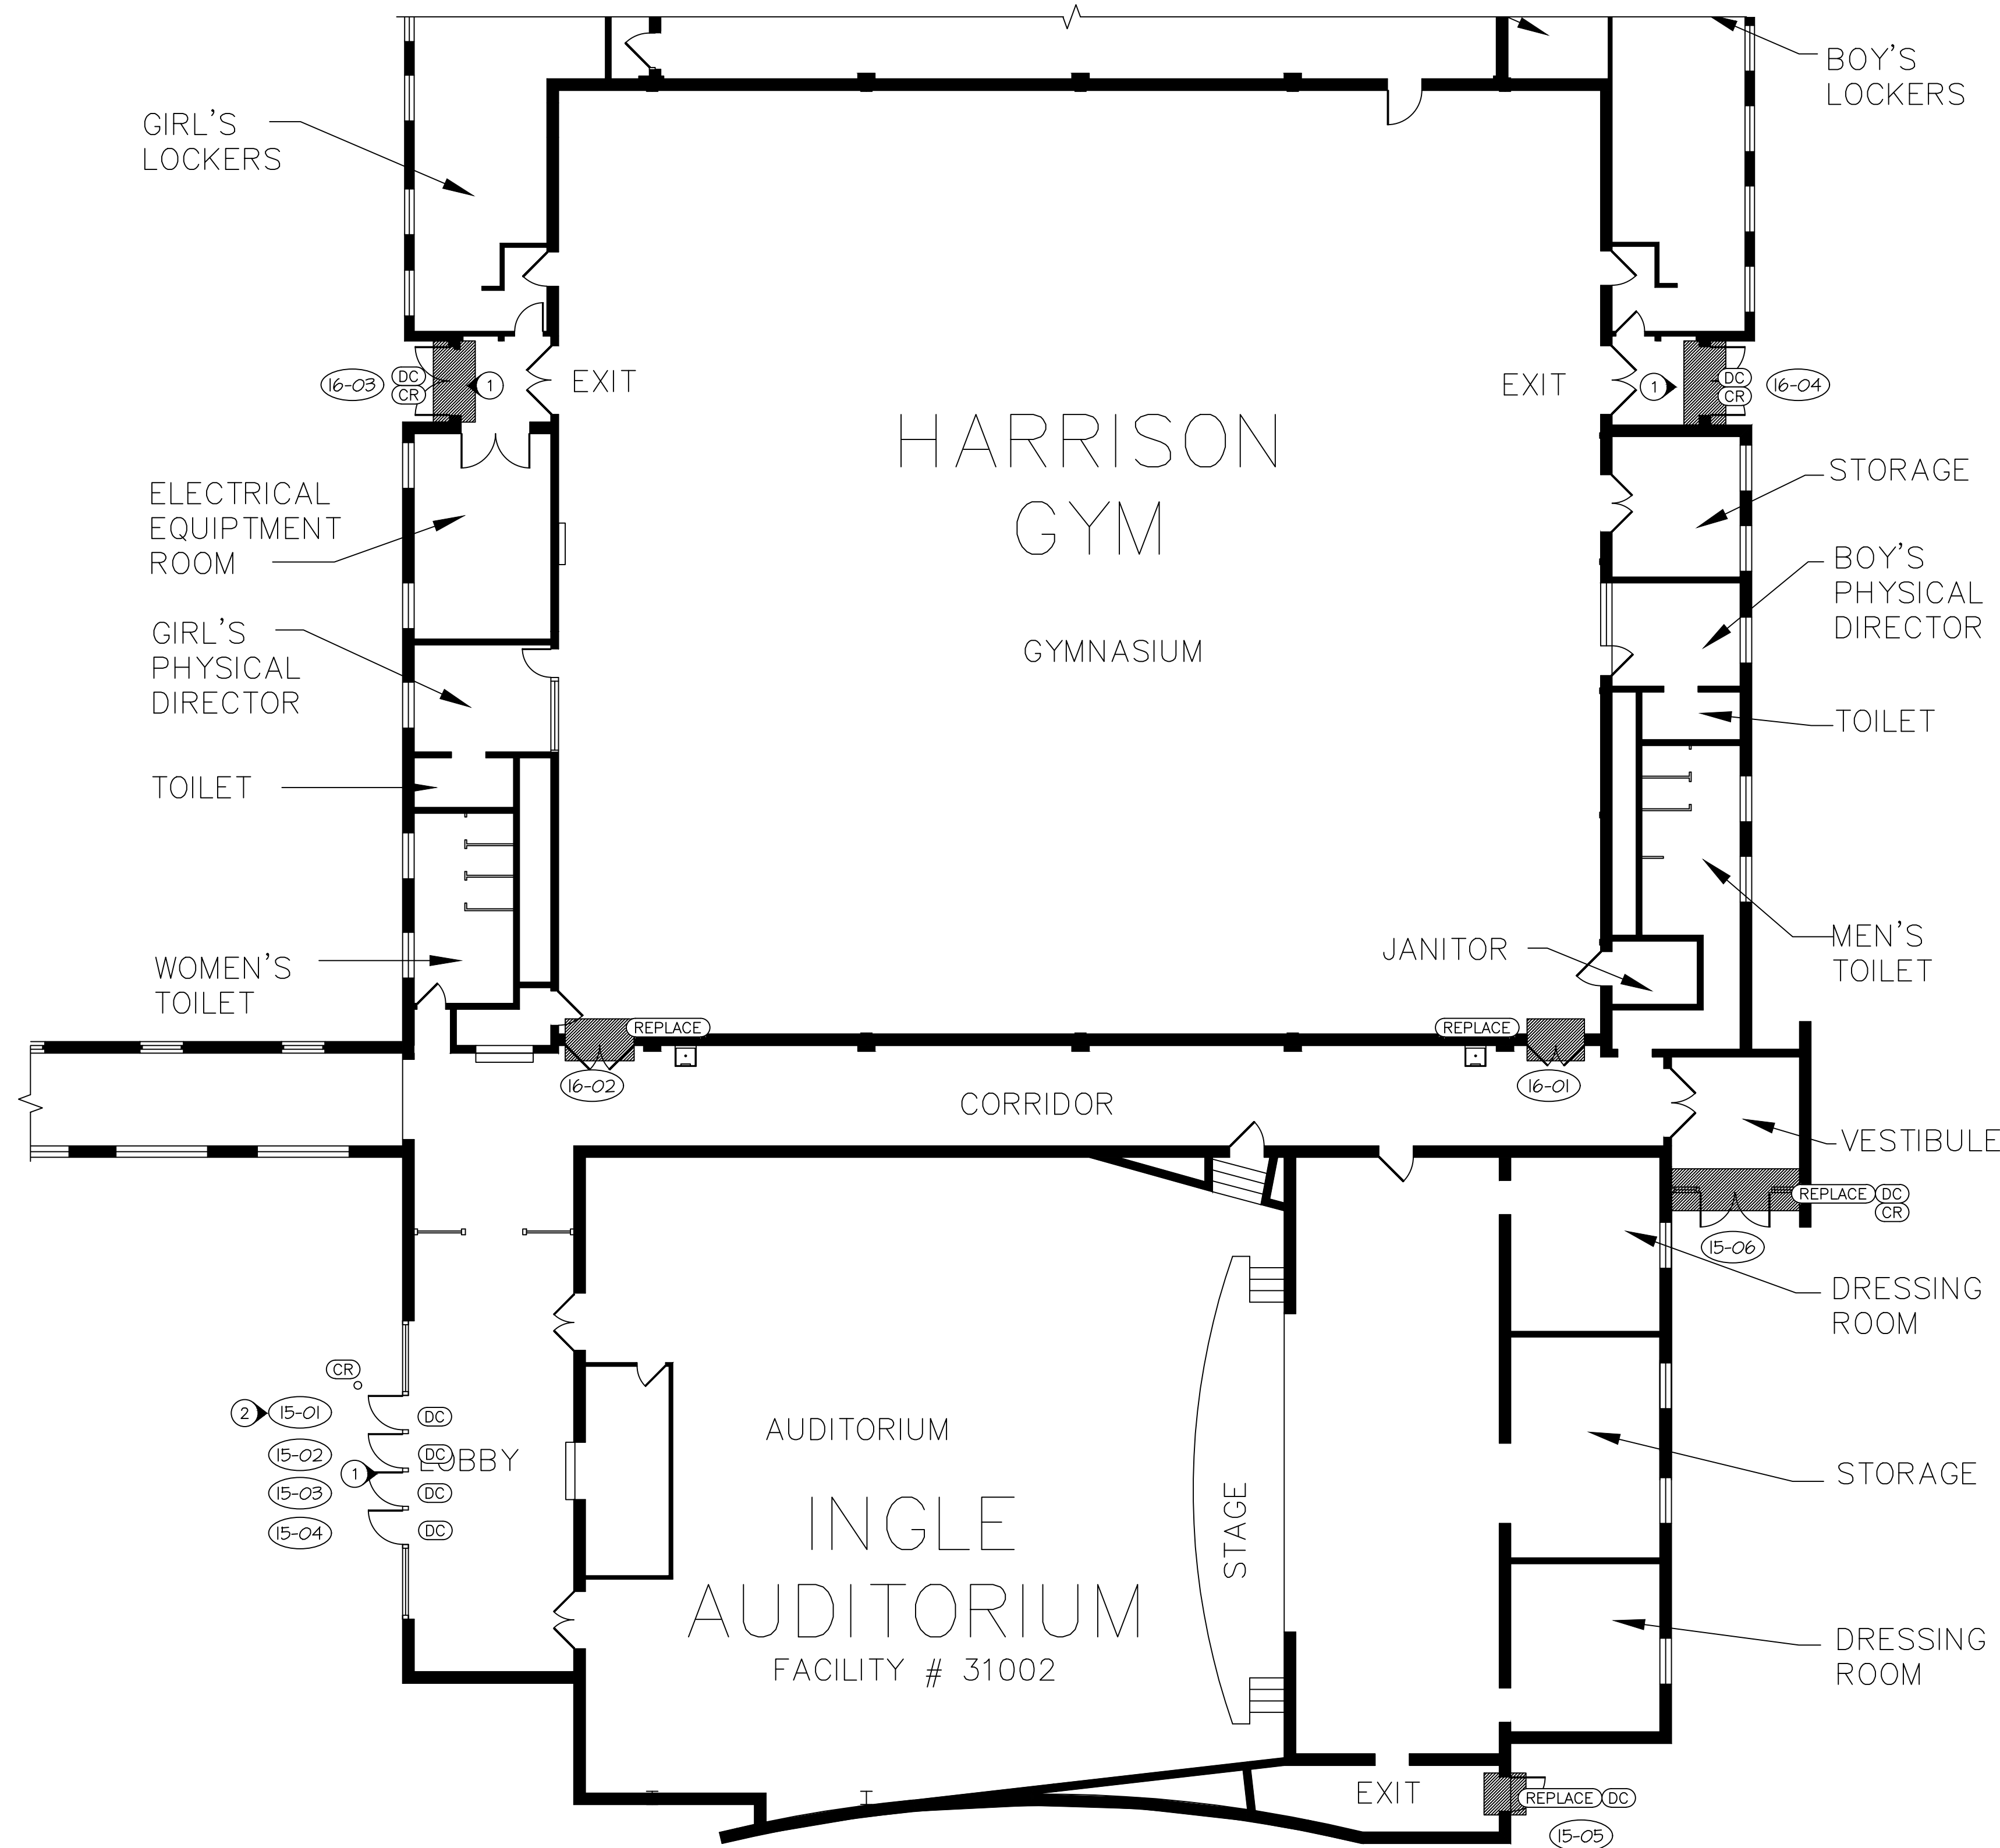 BOY'S
LOCKERS
GIRL'S
LOCKERS
16-03
DC
CR
1
EXIT
EXIT
1
DC
CR
16-04
HARRISON
GYM
STORAGE
ELECTRICAL
EQUIPTMENT
ROOM
BOY'S
PHYSICAL
DIRECTOR
GIRL'S
PHYSICAL
DIRECTOR
GYMNASIUM
TOILET
TOILET
MEN'S
TOILET
JANITOR
WOMEN'S
TOILET
REPLACE
REPLACE
16-02
16-01
CORRIDOR
VESTIBULE
REPLACE DC
CR
15-06
DRESSING
ROOM
CR
2 15-01 DC
15-02 DC
LOBBY
1
15-03 DC
15-04 DC
AUDITORIUM
STORAGE
INGLE
AUDITORIUM
FACILITY # 31002
STAGE
DRESSING
ROOM
EXIT
REPLACE DC
15-05